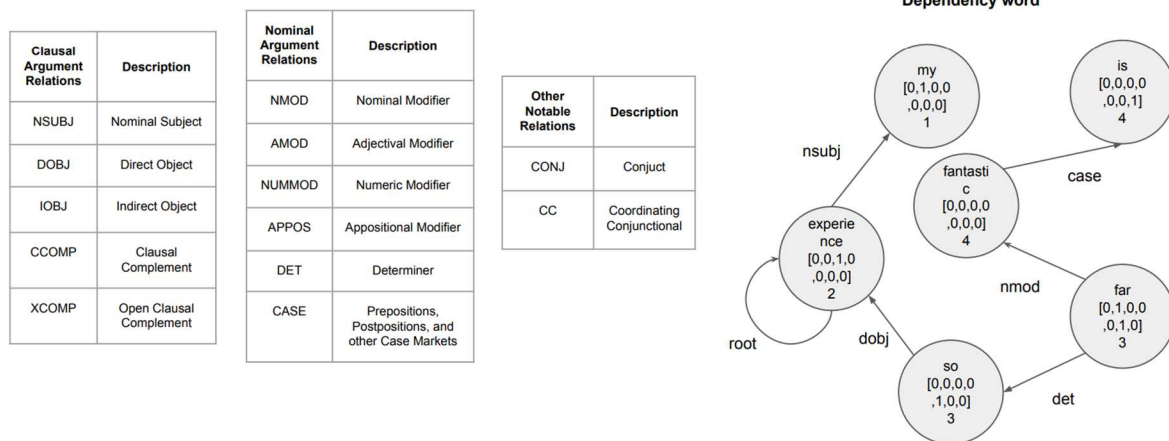 Dependency word
Clausal
Argument
Relations
Description
NSUBJ
Nominal Subject
DOBJ
Direct Object
IOBJ
Indirect Object
CCOMP
Clausal
Complement
XCOMP
Open Clausal
Complement
Nominal
Argument
Relations
Description
NMOD
Nominal Modifier
AMOD
Adjectival Modifier
NUMMOD
Numeric Modifier
APPOS
Appositional Modifier
DET
Determiner
CASE
Prepositions,
Postpositions, and
other Case Markets
Other
Notable
Relations
Description
CONJ
Conjuct
CC
Coordinating
Conjunctional
my
[0,1,0,0
,0,0,0]
1
is
[0,0,0,0
,0,0,1]
4
nsubj
case
fantasti
c
[0,0,0,0
,0,0,0]
4
experie
nce
[0,0,1,0
,0,0,0]
2
nmod
far
[0,1,0,0
,0,1,0]
3
root
dobj
so
[0,0,0,0
,1,0,0]
3
det